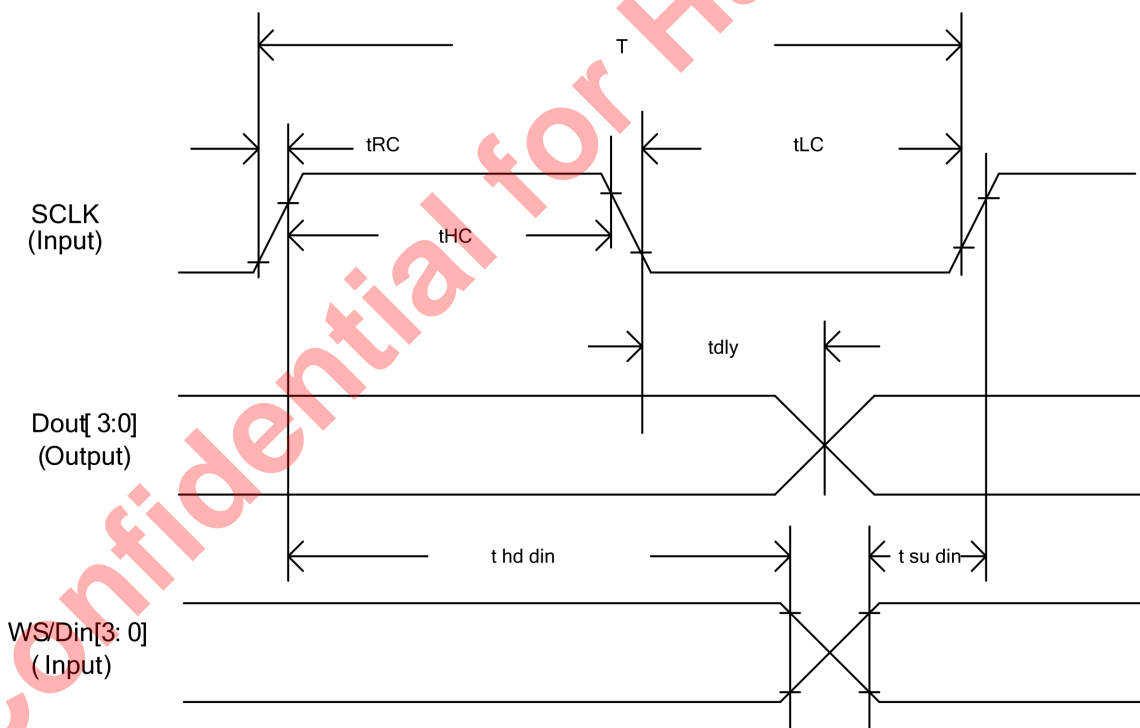 T
tRC
tLC
SCLK
(Input)
tHC
tdly
Dout[ 3:0]
(Output)
t hd din
t su din
WS/Din[3: 0]
( Input)
Confidential for H